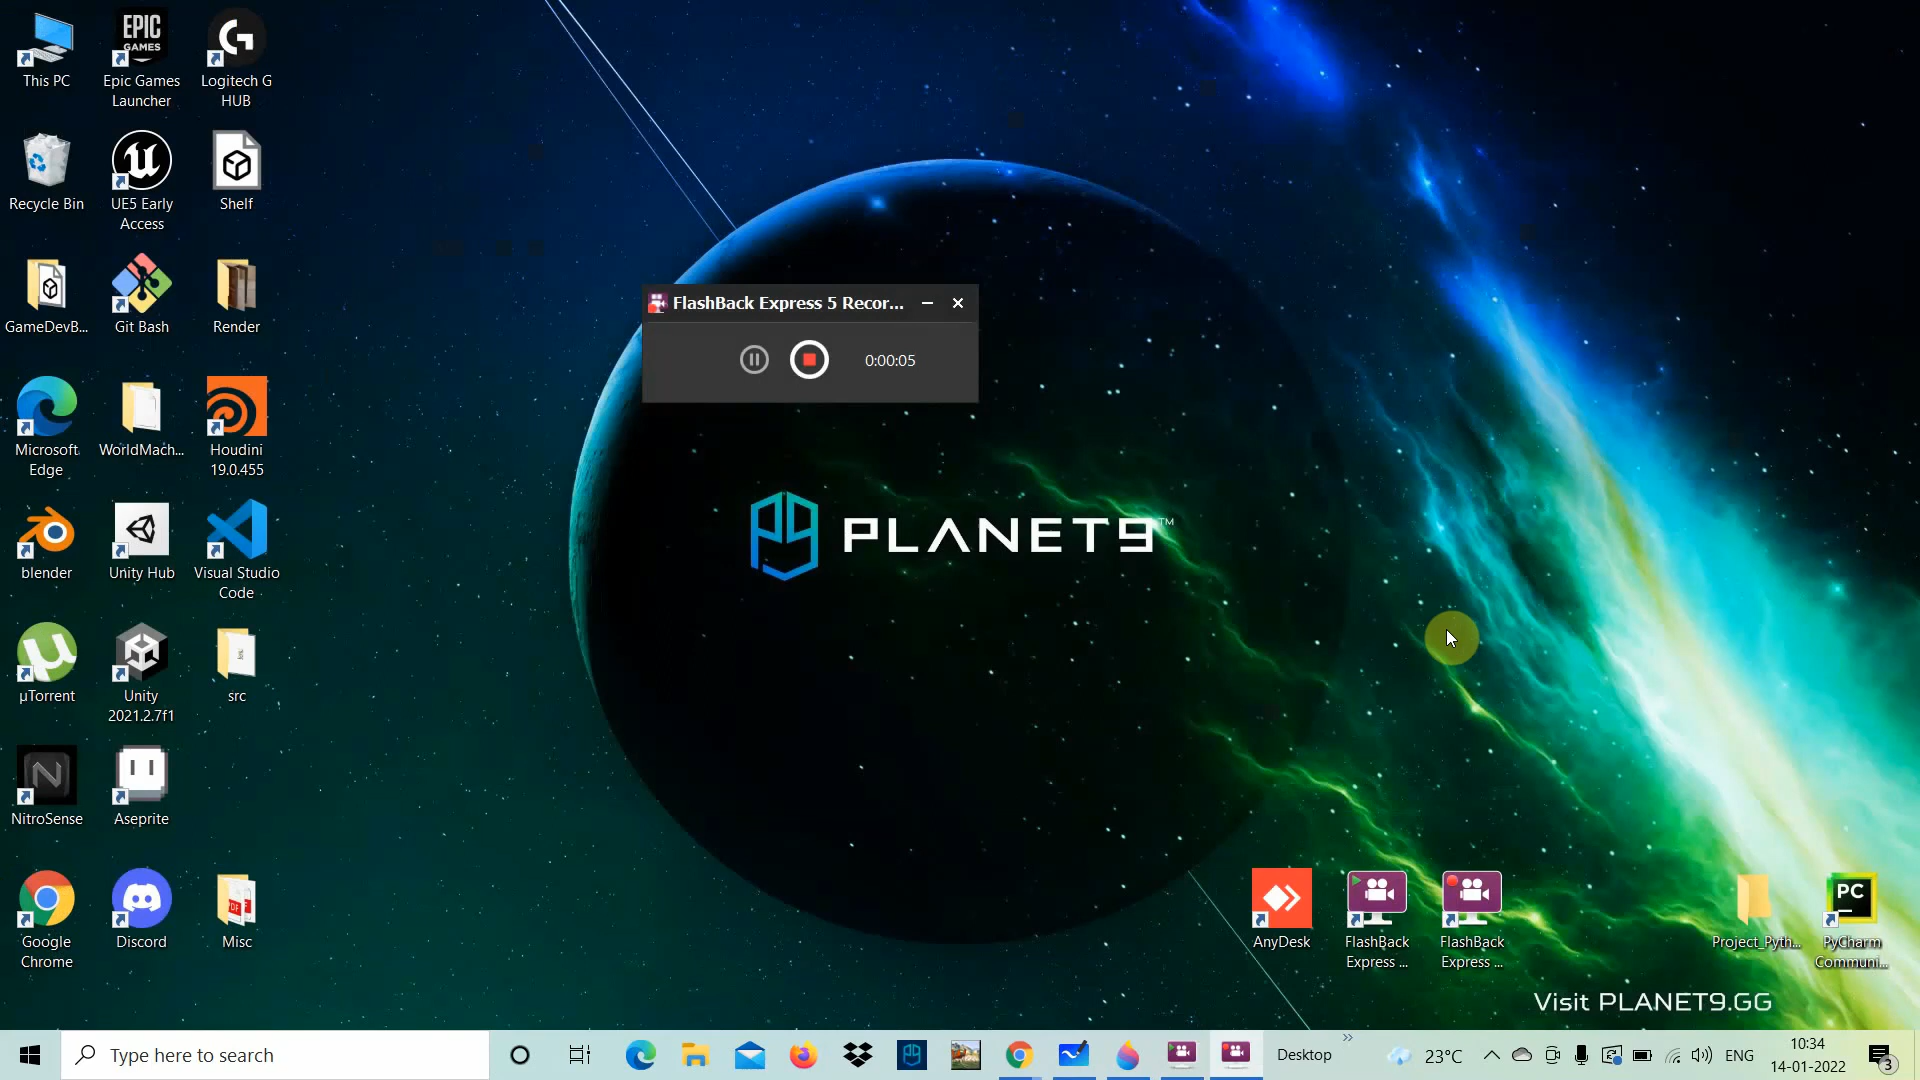 This PC
EPIC
GAMES
Epic Games
Launcher
Logitech G
HUB
Recycle Bin
UE5 Early
Access
Shelf
GameDevB...
Git Bash
Render
Microsoft
Edge
WorldMach...
Houdini
19.0.455
blender
Unity Hub
Visual Studio
Code
µTorrent
Unity
2021.2.7f1
src
NitroSense
Aseprite
Google
Chrome
Discord
PDF
Misc
FlashBack Express 5 Recor...
0:00:05
PLANET9™
AnyDesk
FlashBack
Express ...
FlashBack
Express ...
Project_Pyth...
PC
PyCharm
Communi...
Visit PLANET9.GG
Type here to search
Desktop
23°C
ENG
10:34
14-01-2022
3